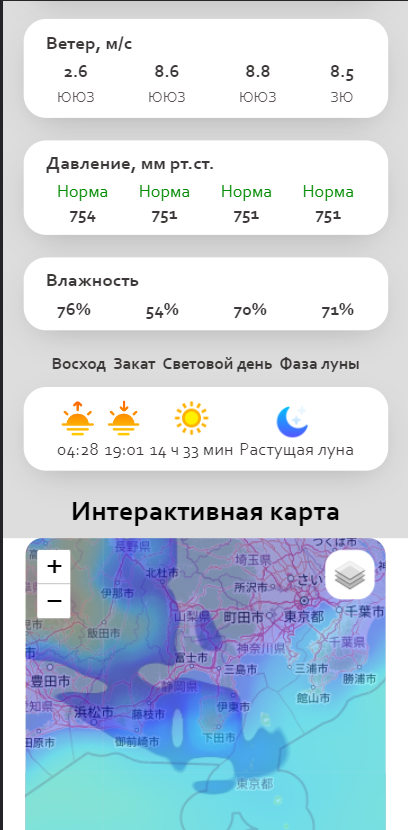 Ветер, м/с
2.6 8.6 8.8 8.5
ЮЮЗ ЮЮЗ ЮЮЗ ЗЮ
Давление, мм рт.ст.
Норма Норма Норма Норма
754 751 751 751
Влажность
76% 54% 70% 71%
Восход Закат Световой день Фаза луны
04:28 19:01 14 ч 33 мин Растущая луна
Интерактивная карта
つくば市
長野県
埼玉県
+
北杜市
所沢市
さい
伊那市
−
山梨県
町田市
東京都
千葉市
飯田市
神奈川県
千葉県
富士市
三島市
三浦市
勝浦市
豊田市
静岡県
館山市
愛知県
浜松市
藤枝市
伊東市
田原市
御前崎市
下田市
東京都